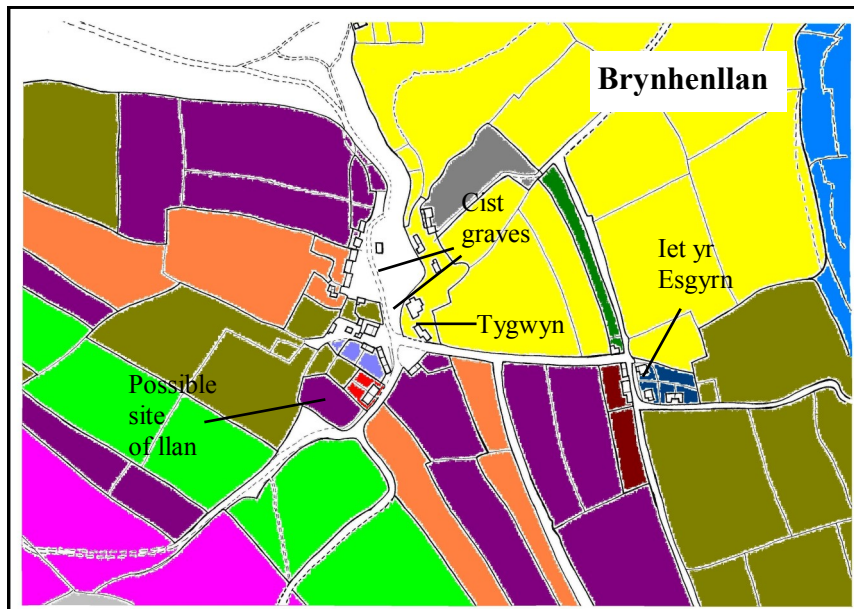 Brynhenllan
Cist
graves
Iet yr
Esgyrn
Tygwyn
Possible
site
of llan